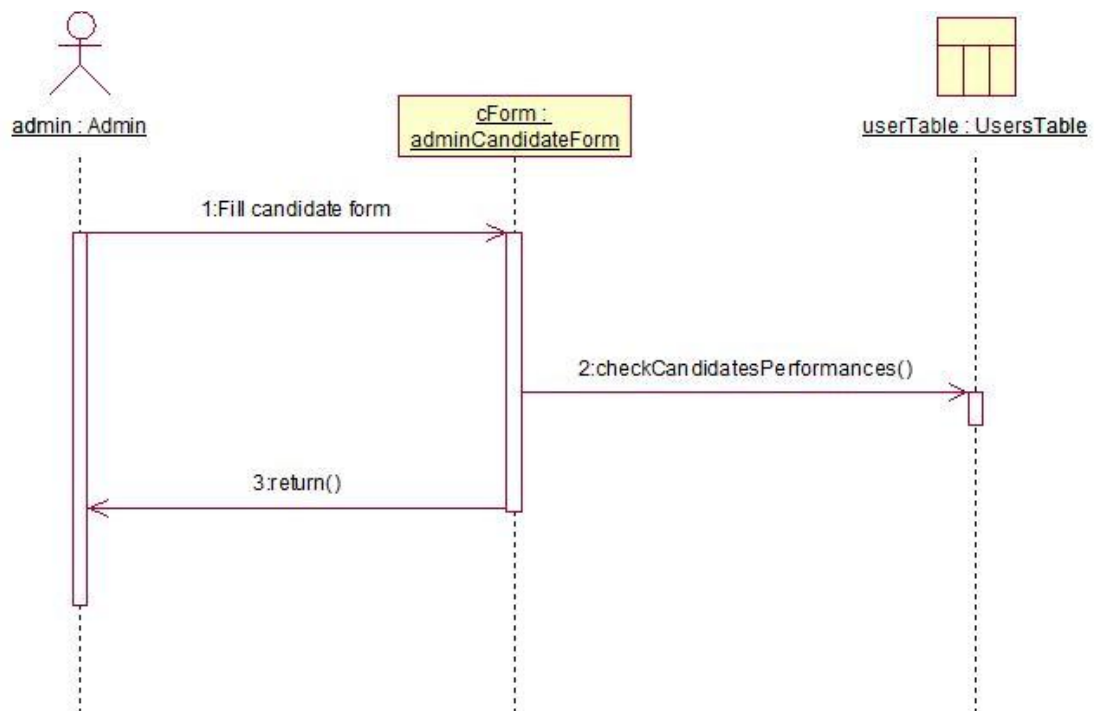 admin : Admin
cForm :
adminCandidateForm
userTable : UsersTable
1:Fill candidate form
2:checkCandidatesPerformances()
3:return()